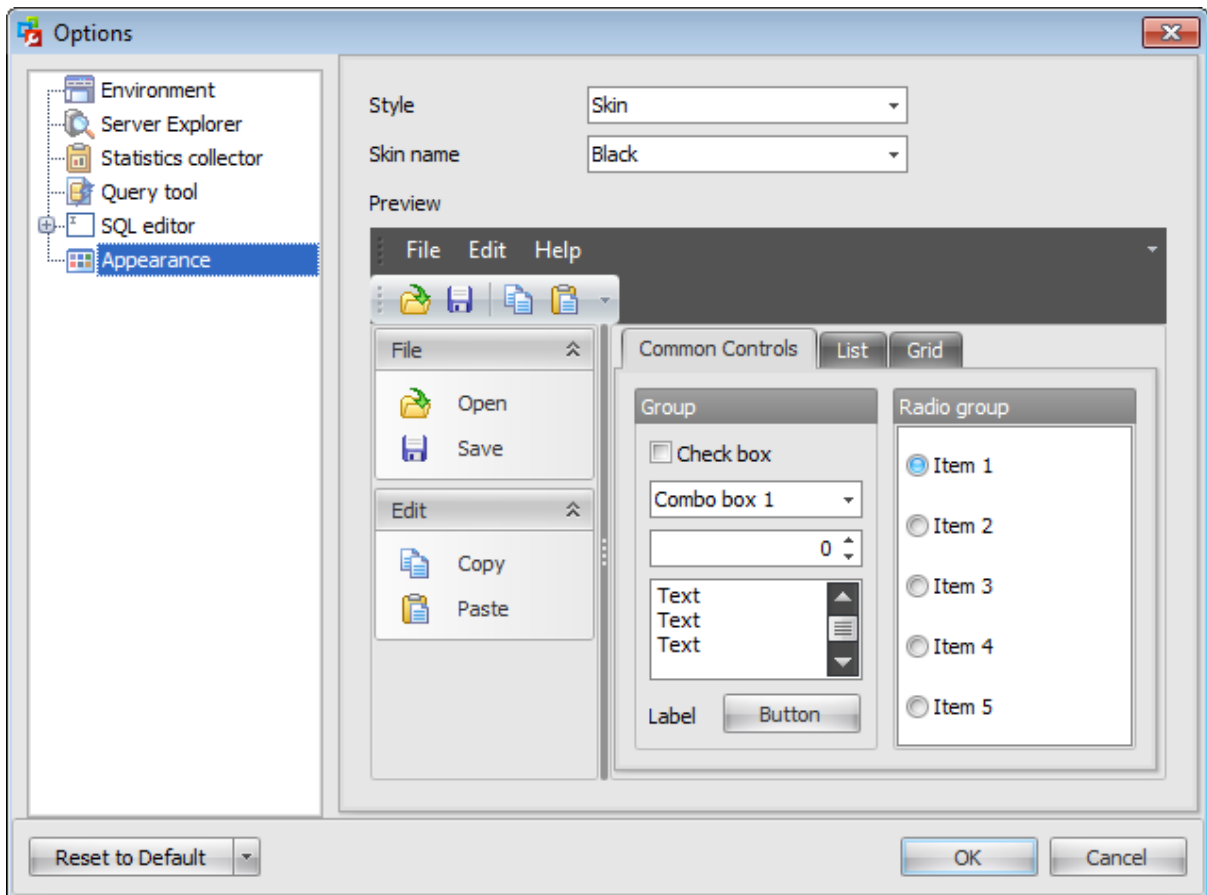 Options
Environment
Server Explorer
Statistics collector
Query tool
SQL editor
Appearance
Style
Skin
Skin name
Black
Preview
File Edit Help
File
Open
Save
Edit
Copy
Paste
Common Controls List Grid
Group
Check box
Combo box 1
0
Text
Text
Text
Label Button
Radio group
Item 1
Item 2
Item 3
Item 4
Item 5
Reset to Default
OK
Cancel